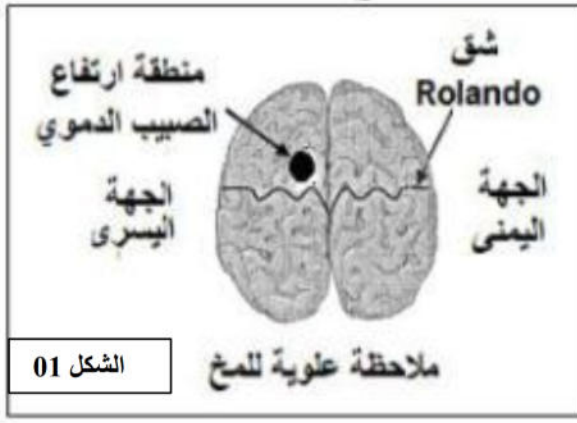 منطقة ارتفاع
الصبيب الدموي
شق
Rolando
الجهة
اليسرى
الجهة
اليمنى
ملاحظة علوية للمخ
الشكل 01